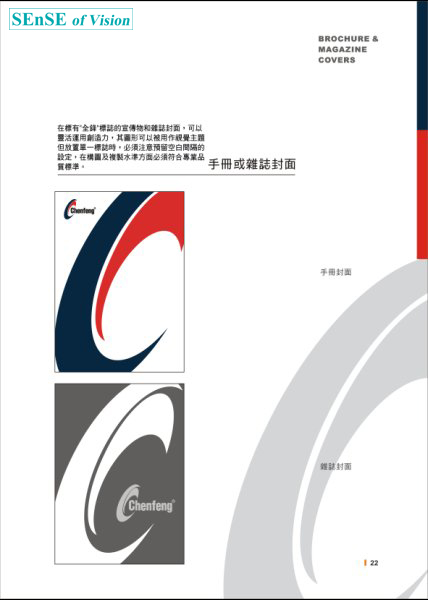 SEnSE of Vision
BROCHURE &
MAGAZINE
COVERS
在標有"全鋒"標誌的宣傳物和雜誌封面，可以
靈活運用創造力，其圖形可以被用作視覺主題
但放置單一標誌時，必須注意預留空白間隔的
設定，在構圖及複製水準方面必須符合專業品
質標準。
手冊或雜誌封面
Chenfeng®
手冊封面
雜誌封面
Chenfeng®
22